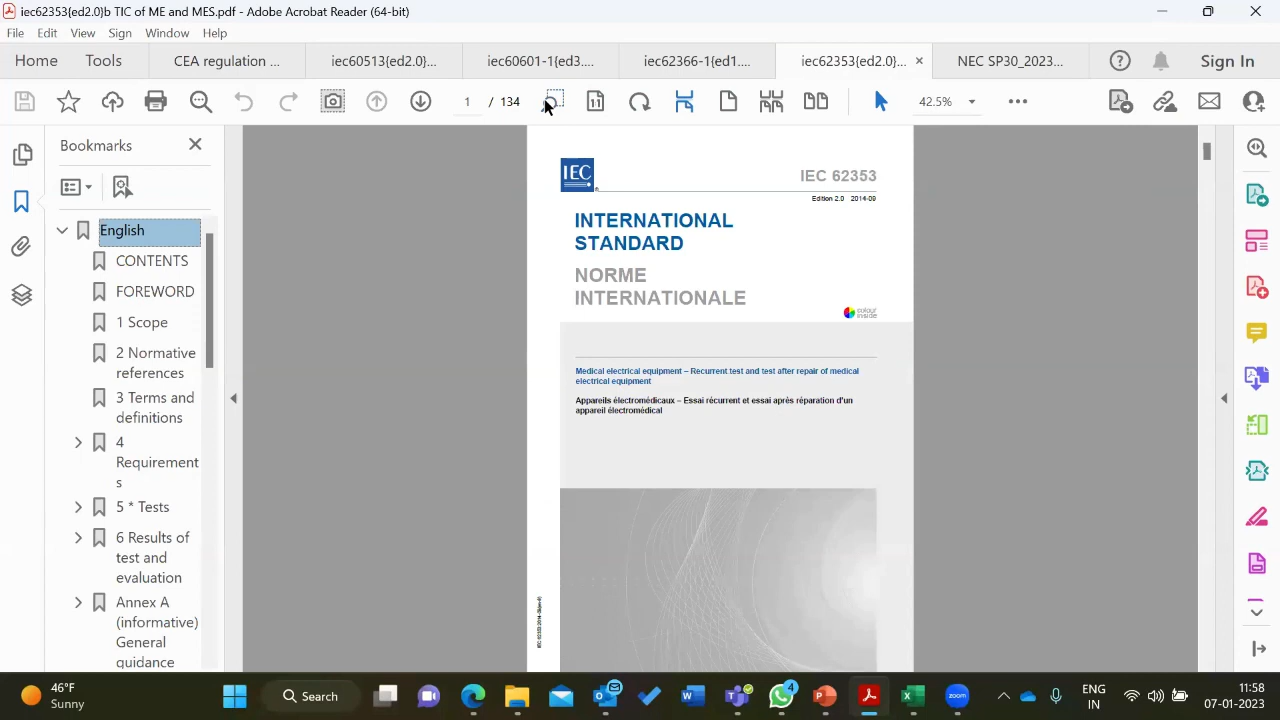 iec62353{ed2.0}b TIC of ME and MES.pdf - Adobe Acrobat Reader (64-bit)
File Edit View Sign Window Help
Home Tools CEA regulation ... iec60513{ed2.0}... iec60601-1{ed3.... iec62366-1{ed1.... iec62353{ed2.0}... × NEC SP30_2023... Sign In
1 / 134 42.5%
Bookmarks
English
CONTENTS
FOREWORD
1 Scope
2 Normative
references
3 Terms and
definitions
4
Requirement
s
5 * Tests
6 Results of
test and
evaluation
Annex A
(informative)
General
guidance
IEC
IEC 62353
Edition 2.0 2014-09
INTERNATIONAL
STANDARD
NORME
INTERNATIONALE
colour
inside
Medical electrical equipment – Recurrent test and test after repair of medical
electrical equipment
Appareils électromédicaux – Essai récurrent et essai après réparation d'un
appareil électromédical
46°F
Sunny
Search
4
zoom
ENG
IN
11:58
07-01-2023